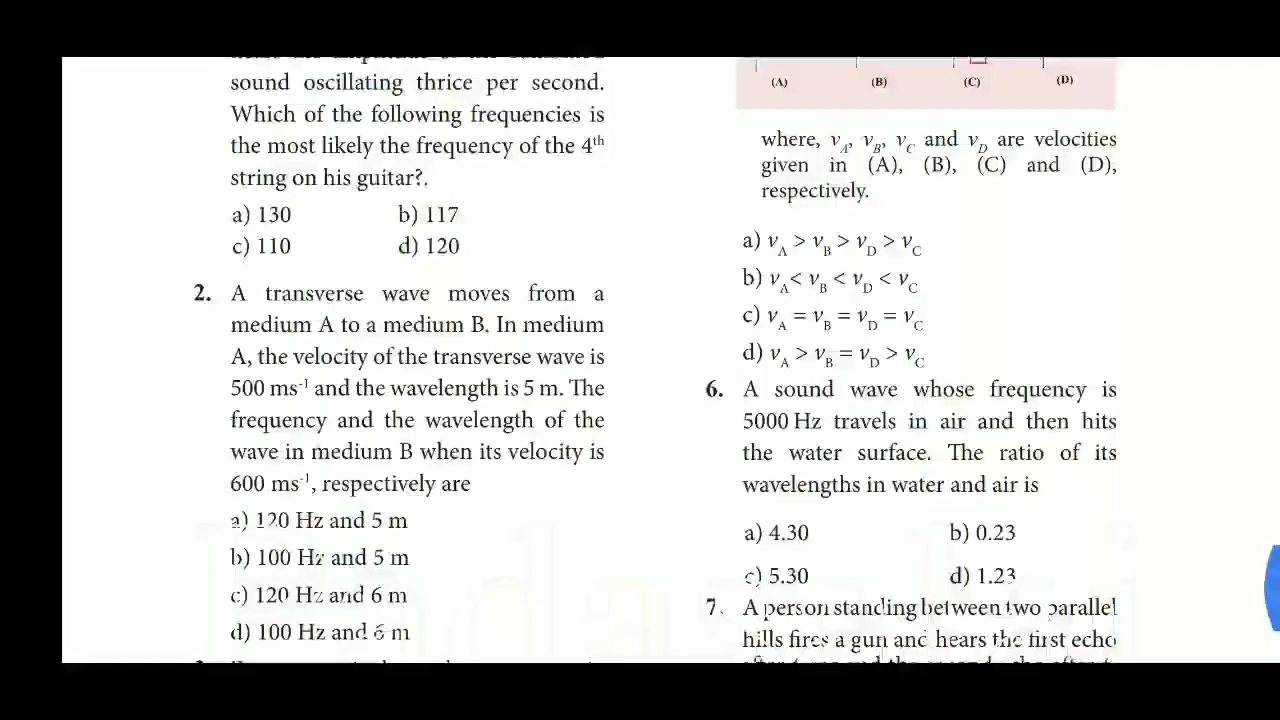 sound oscillating thrice per second.
Which of the following frequencies is
the most likely the frequency of the 4th
string on his guitar?.
a) 130 b) 117
c) 110 d) 120
2. A transverse wave moves from a
medium A to a medium B. In medium
A, the velocity of the transverse wave is
500 ms⁻¹ and the wavelength is 5 m. The
frequency and the wavelength of the
wave in medium B when its velocity is
600 ms⁻¹, respectively are
a) 120 Hz and 5 m
b) 100 Hz and 5 m
c) 120 Hz and 6 m
d) 100 Hz and 6 m
(A) (B) (C) (D)
where, vA, vB, vC and vD are velocities
given in (A), (B), (C) and (D),
respectively.
a) vA > vB > vD > vC
b) vA < vB < vD < vC
c) vA = vB = vD = vC
d) vA > vB = vD > vC
6. A sound wave whose frequency is
5000 Hz travels in air and then hits
the water surface. The ratio of its
wavelengths in water and air is
a) 4.30 b) 0.23
c) 5.30 d) 1.23
7. A person standing between two parallel
hills fires a gun and hears the first echo